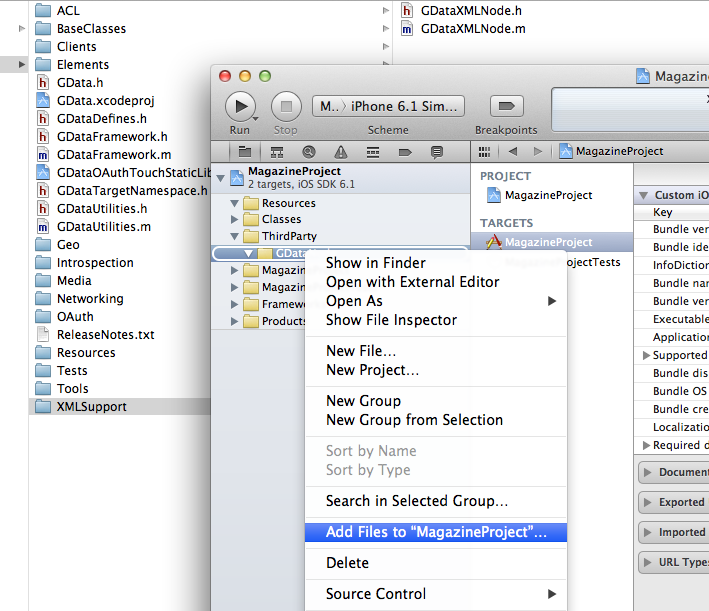 ACL
BaseClasses
Clients
Elements
GData.h
GData.xcodeproj
GDataDefines.h
GDataFramework.h
GDataFramework.m
GDataOAuthTouchStaticLib
GDataTargetNamespace.h
GDataUtilities.h
GDataUtilities.m
Geo
Introspection
Media
Networking
OAuth
ReleaseNotes.txt
Resources
Tests
Tools
XMLSupport
GDataXMLNode.h
GDataXMLNode.m
Magazine
Run
Stop
M.. › iPhone 6.1 Sim...
Scheme
Breakpoints
MagazineProject
2 targets, iOS SDK 6.1
Resources
Classes
ThirdParty
GData
Magazin
Magazin
Framew
Products
MagazineProject
PROJECT
MagazineProject
TARGETS
MagazineProject
ProjectTests
Custom iO
Key
Bundle ver
Bundle ide
InfoDiction
Bundle nam
Bundle ver
Executable
Application
Supported
Bundle dis
Bundle OS
Bundle cre
Localizatio
Required d
Document
Exported
Imported
URL Types
Show in Finder
Open with External Editor
Open As
Show File Inspector
New File...
New Project...
New Group
New Group from Selection
Sort by Name
Sort by Type
Search in Selected Group...
Add Files to “MagazineProject”...
Delete
Source Control